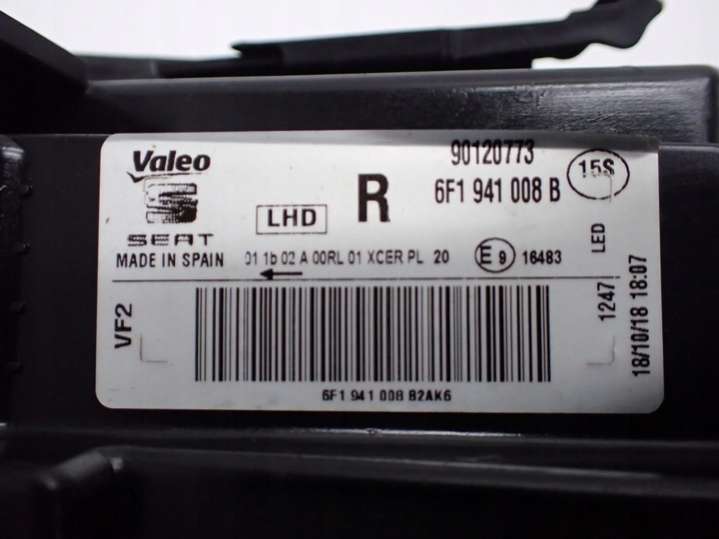 Valeo
SEAT
MADE IN SPAIN
LHD
R
90120773
6F1 941 008 B
15S
01 1b 02 A 00RL 01 XCER PL 20
E 9 16483
LED
VF2
1247
18/10/18 18:07
6F1 941 008 B2AK6